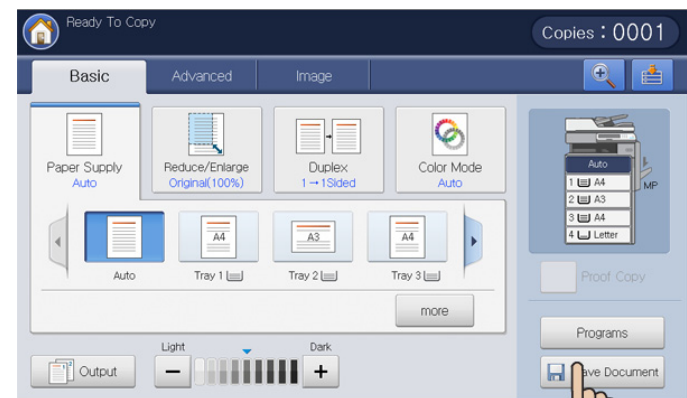 Ready To Copy
Copies : 0001
Basic
Advanced
Image
Paper Supply
Auto
Reduce/Enlarge
Original(100%)
Duplex
1→1Sided
Color Mode
Auto
Auto
1 A4
2 A3
3 A4
4 Letter
MP
A4
A3
A4
Auto
Tray 1
Tray 2
Tray 3
more
Proof Copy
Programs
Light
Dark
Output
Document